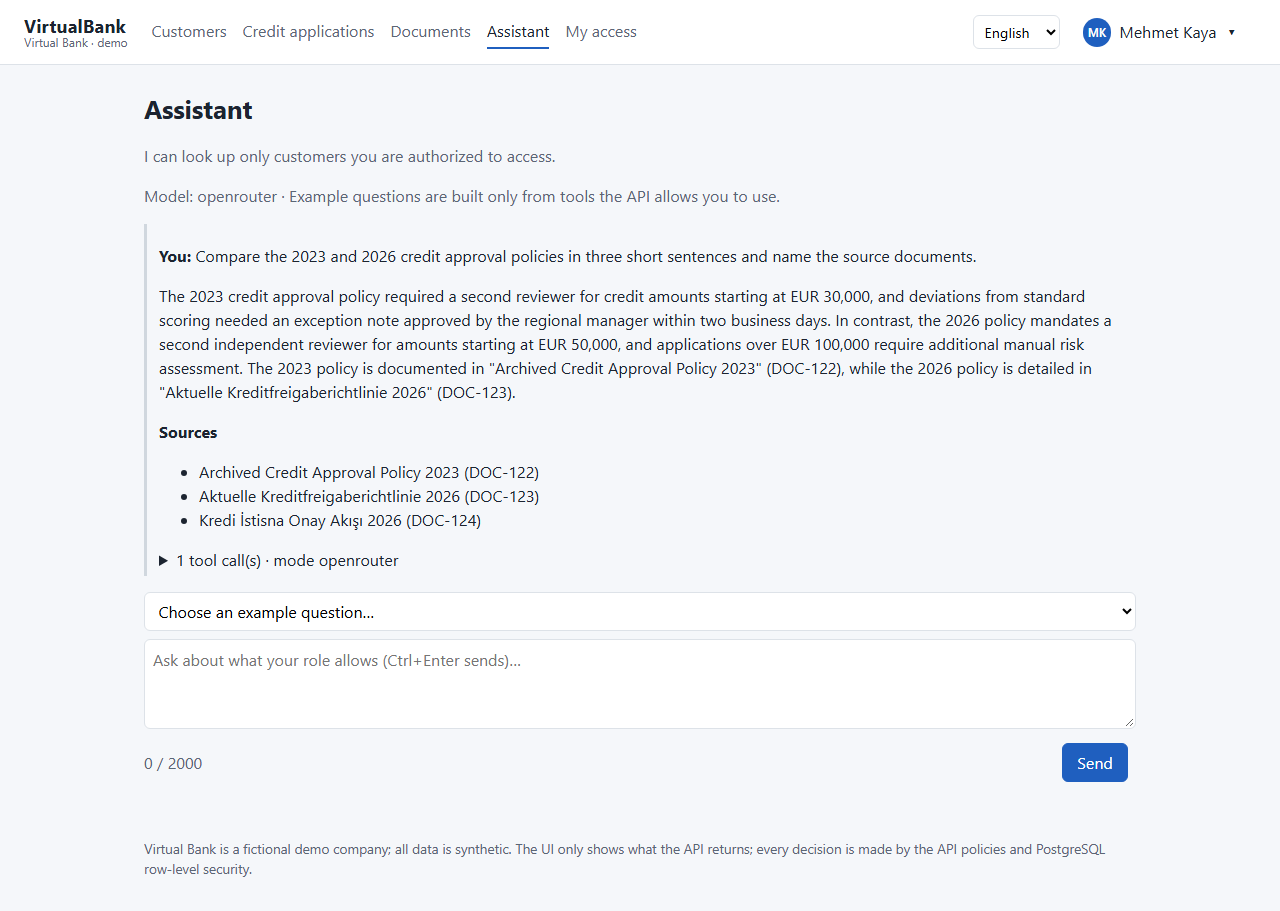 VirtualBank
Virtual Bank · demo
Customers
Credit applications
Documents
Assistant
My access
English
MK
Mehmet Kaya
Assistant
I can look up only customers you are authorized to access.
Model: openrouter · Example questions are built only from tools the API allows you to use.
You: Compare the 2023 and 2026 credit approval policies in three short sentences and name the source documents.
The 2023 credit approval policy required a second reviewer for credit amounts starting at EUR 30,000, and deviations from standard
scoring needed an exception note approved by the regional manager within two business days. In contrast, the 2026 policy mandates a
second independent reviewer for amounts starting at EUR 50,000, and applications over EUR 100,000 require additional manual risk
assessment. The 2023 policy is documented in "Archived Credit Approval Policy 2023" (DOC-122), while the 2026 policy is detailed in
"Aktuelle Kreditfreigaberichtlinie 2026" (DOC-123).
Sources
Archived Credit Approval Policy 2023 (DOC-122)
Aktuelle Kreditfreigaberichtlinie 2026 (DOC-123)
Kredi İstisna Onay Akışı 2026 (DOC-124)
1 tool call(s) · mode openrouter
Choose an example question...
Ask about what your role allows (Ctrl+Enter sends)...
0 / 2000
Send
Virtual Bank is a fictional demo company; all data is synthetic. The UI only shows what the API returns; every decision is made by the API policies and PostgreSQL
row-level security.